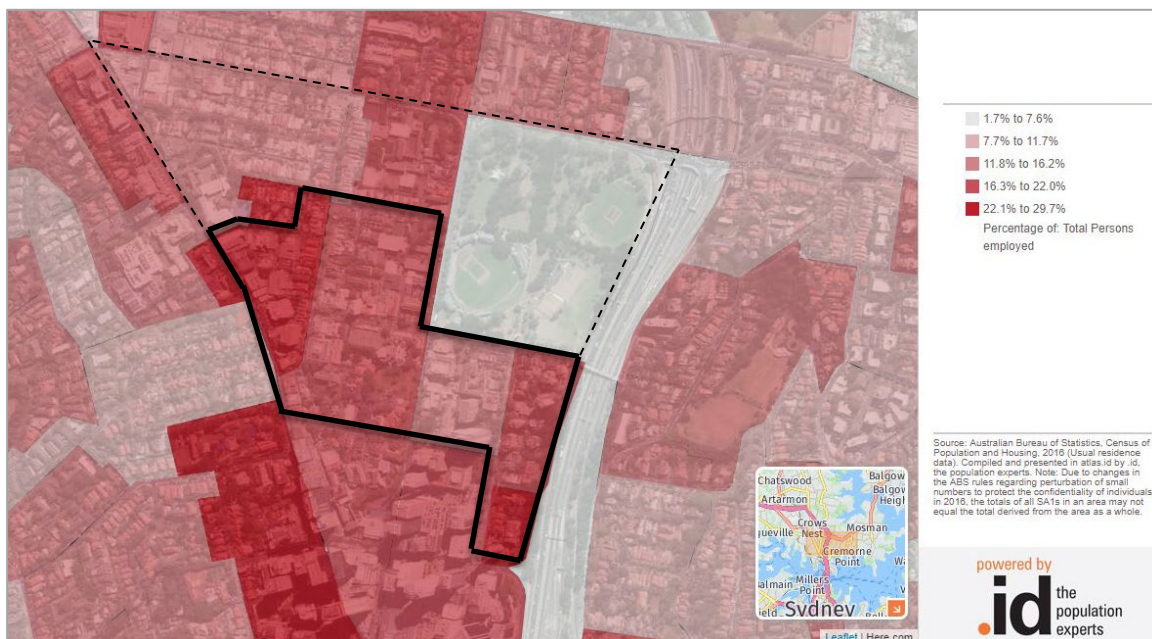 1.7% to 7.6%
7.7% to 11.7%
11.8% to 16.2%
16.3% to 22.0%
22.1% to 29.7%
Percentage of: Total Persons
employed
Source: Australian Bureau of Statistics, Census of
Population and Housing, 2016 (Usual residence
data). Compiled and presented in atlas.id by .id,
the population experts. Note: Due to changes in
the ABS rules regarding perturbation of small
numbers to protect the confidentiality of individuals
in 2016, the totals of all SA1s in an area may not
equal the total derived from the area as a whole.
Chatswood
Balgow
Artarmon
Balgow
Heigh
Crows
Nest
Mosman
gueville
Cremorne
Point
almain
Millers
Point
Sydney
Leaflet | Here.com
powered by
.id the
population
experts